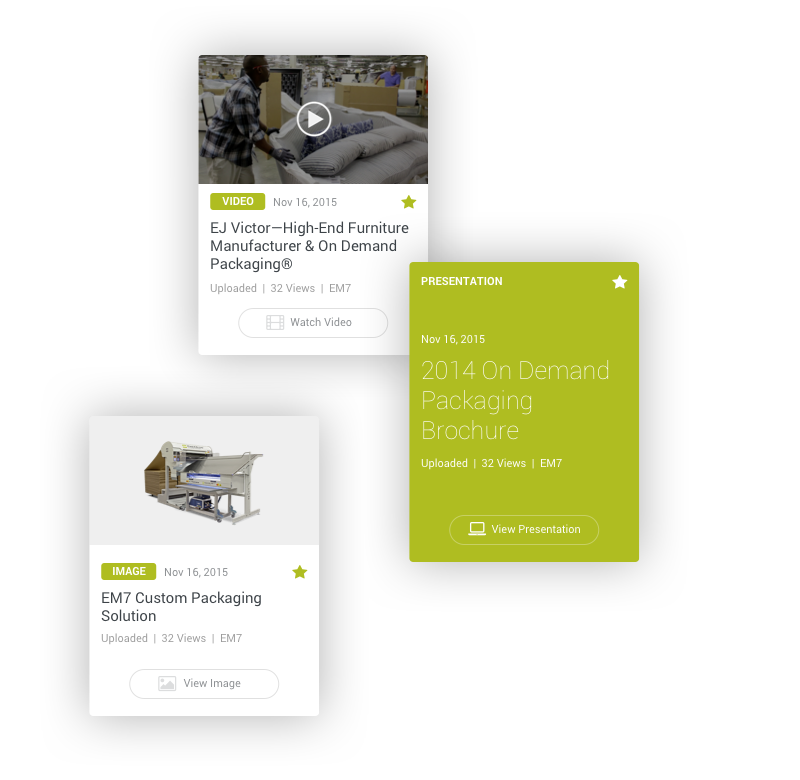 VIDEO Nov 16, 2015
EJ Victor—High-End Furniture
Manufacturer & On Demand
Packaging®
Uploaded | 32 Views | EM7
Watch Video
PRESENTATION
Nov 16, 2015
2014 On Demand
Packaging
Brochure
Uploaded | 32 Views | EM7
View Presentation
IMAGE Nov 16, 2015
EM7 Custom Packaging
Solution
Uploaded | 32 Views | EM7
View Image